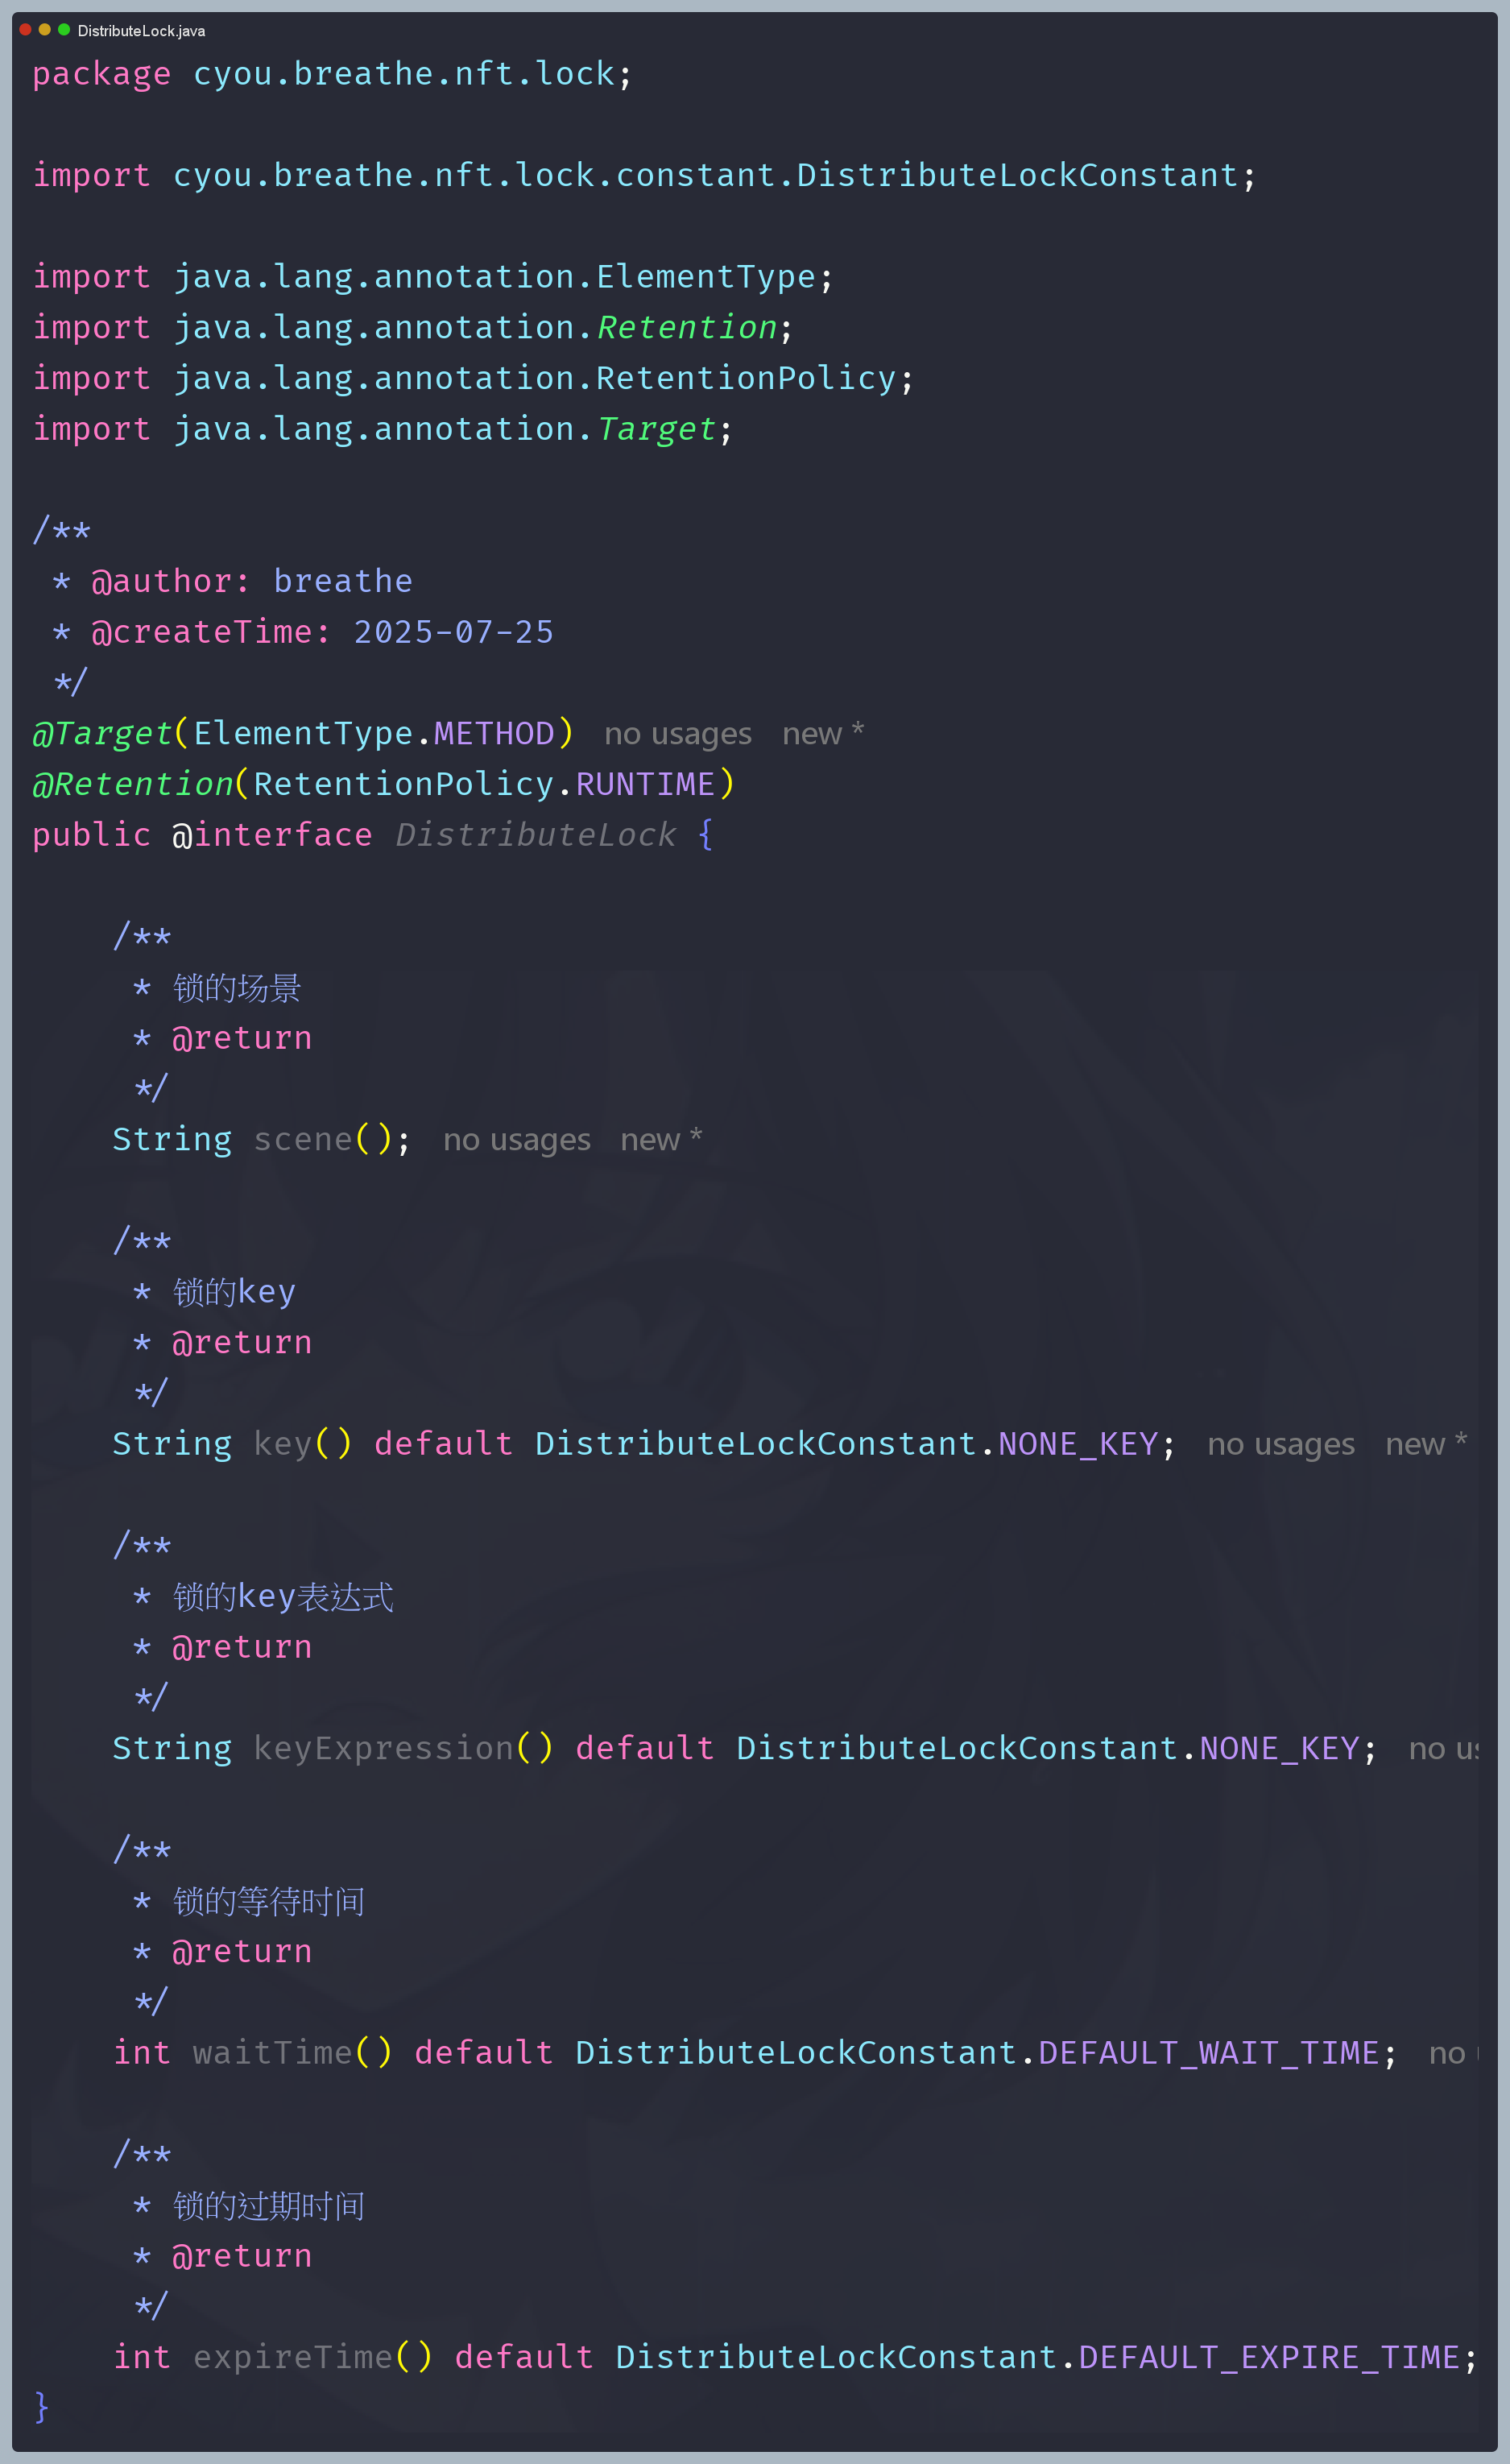 DistributeLock.java
package cyou.breathe.nft.lock;
import cyou.breathe.nft.lock.constant.DistributeLockConstant;
import java.lang.annotation.ElementType;
import java.lang.annotation.Retention;
import java.lang.annotation.RetentionPolicy;
import java.lang.annotation.Target;
/**
 * @author: breathe
 * @createTime: 2025-07-25
 */
@Target(ElementType.METHOD) no usages new *
@Retention(RetentionPolicy.RUNTIME)
public @interface DistributeLock {
    /**
     * 锁的场景
     * @return
     */
    String scene(); no usages new *
    /**
     * 锁的key
     * @return
     */
    String key() default DistributeLockConstant.NONE_KEY; no usages new *
    /**
     * 锁的key表达式
     * @return
     */
    String keyExpression() default DistributeLockConstant.NONE_KEY; no
    /**
     * 锁的等待时间
     * @return
     */
    int waitTime() default DistributeLockConstant.DEFAULT_WAIT_TIME; no
    /**
     * 锁的过期时间
     * @return
     */
    int expireTime() default DistributeLockConstant.DEFAULT_EXPIRE_TIME;
}